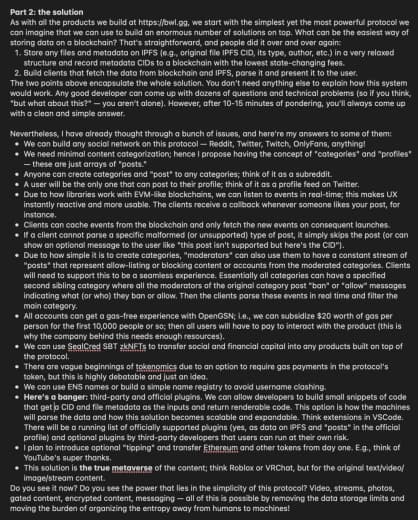 Part 2: the solution
As with all the products we build at https://bwl.gg, we start with the simplest yet the most powerful protocol we
can imagine that we can use to build an enormous number of solutions on top. What can be the easiest way of
storing data on a blockchain? That's straightforward, and people did it over and over again:
1. Store any files and metadata on IPFS (e.g., original file IPFS CID, its type, author, etc.) in a very relaxed
structure and record metadata CIDs to a blockchain with the lowest state-changing fees.
2. Build clients that fetch the data from blockchain and IPFS, parse it and present it to the user.
The two points above encapsulate the whole solution. You don't need anything else to explain how this system
would work. Any good developer can come up with dozens of questions and technical problems (so if you think,
"but what about this?" — you aren't alone). However, after 10-15 minutes of pondering, you'll always come up
with a clean and simple answer.
Nevertheless, I have already thought through a bunch of issues, and here're my answers to some of them:
• We can build any social network on this protocol — Reddit, Twitter, Twitch, OnlyFans, anything!
• We need minimal content categorization; hence I propose having the concept of "categories" and "profiles"
— these are just arrays of "posts."
• Anyone can create categories and "post" to any categories; think of it as a subreddit.
• A user will be the only one that can post to their profile; think of it as a profile feed on Twitter.
• Due to how libraries work with EVM-like blockchains, we can listen to events in real-time; this makes UX
instantly reactive and more usable. The clients receive a callback whenever someone likes your post, for
instance.
• Clients can cache events from the blockchain and only fetch the new events on consequent launches.
• If a client cannot parse a specific malformed (or unsupported) type of post, it simply skips the post (or can
show an optional message to the user like "this post isn't supported but here's the CID").
• Due to how simple it is to create categories, "moderators" can also use them to have a constant stream of
"posts" that represent allow-listing or blocking content or accounts from the moderated categories. Clients
will need to support this to be a seamless experience. Essentially all categories can have a specified
second sibling category where all the moderators of the original category post "ban" or "allow" messages
indicating what (or who) they ban or allow. Then the clients parse these events in real time and filter the
main category.
• All accounts can get a gas-free experience with OpenGSN; i.e., we can subsidize $20 worth of gas per
person for the first 10,000 people or so; then all users will have to pay to interact with the product (this is
why the company behind this needs enough resources).
• We can use SealCred SBT zkNFTs to transfer social and financial capital into any products built on top of
the protocol.
• There are vague beginnings of tokenomics due to an option to require gas payments in the protocol's
token, but this is highly debatable and just an idea.
• We can use ENS names or build a simple name registry to avoid username clashing.
• Here's a banger: third-party and official plugins. We can allow developers to build small snippets of code
that get a CID and file metadata as the inputs and return renderable code. This option is how the machines
will parse the data and how this solution becomes scalable and expandable. Think extensions in VSCode.
There will be a running list of officially supported plugins (yes, as data on IPFS and "posts" in the official
profile) and optional plugins by third-party developers that users can run at their own risk.
• I plan to introduce optional "tipping" and transfer Ethereum and other tokens from day one. E.g., think of
YouTube's super thanks.
• This solution is the true metaverse of the content; think Roblox or VRChat, but for the original text/video/
image/stream content.
Do you see it now? Do you see the power that lies in the simplicity of this protocol? Video, streams, photos,
gated content, encrypted content, messaging — all of this is possible by removing the data storage limits and
moving the burden of organizing the entropy away from humans to machines!